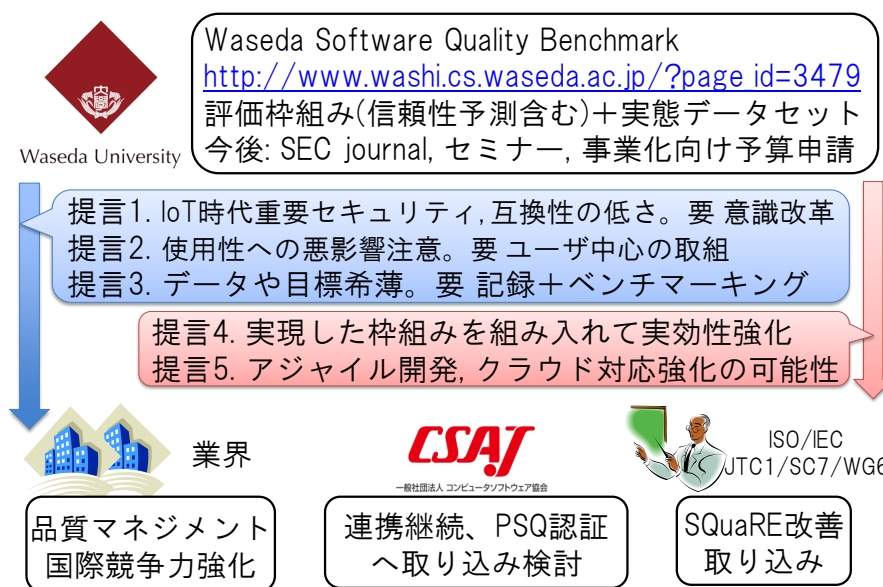 Waseda Software Quality Benchmark
http://www.washi.cs.waseda.ac.jp/?page id=3479
評価枠組み(信頼性予測含む)＋実態データセット
今後: SEC journal, セミナー, 事業化向け予算申請
Waseda University
提言1. IoT時代重要セキュリティ, 互換性の低さ。要 意識改革
提言2. 使用性への悪影響注意。要 ユーザ中心の取組
提言3. データや目標希薄。要 記録＋ベンチマーキング
提言4. 実現した枠組みを組み入れて実効性強化
提言5. アジャイル開発, クラウド対応強化の可能性
業界
CSAJ
一般社団法人 コンピュータソフトウェア協会
ISO/IEC
JTC1/SC7/WG6
品質マネジメント
国際競争力強化
連携継続、PSQ認証
へ取り込み検討
SQuaRE改善
取り込み